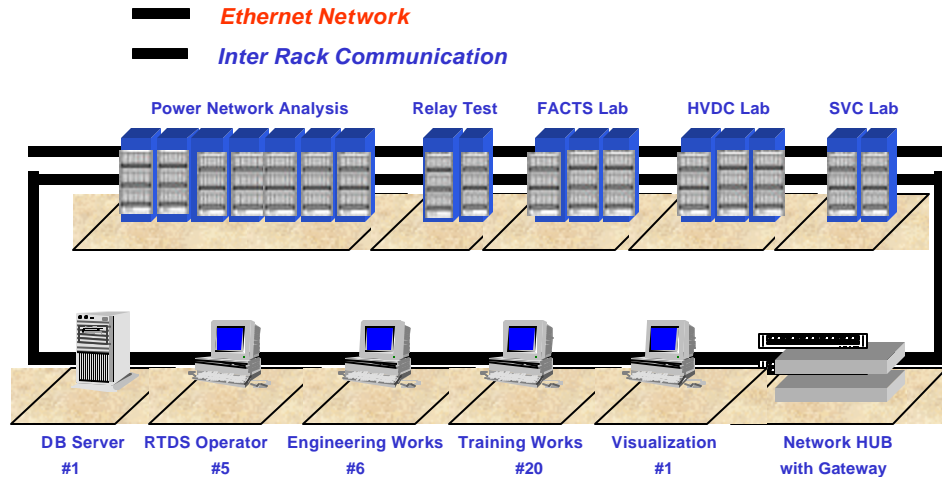 Ethernet Network
Inter Rack Communication
Power Network Analysis Relay Test FACTS Lab HVDC Lab SVC Lab
DB Server RTDS Operator Engineering Works Training Works Visualization Network HUB
#1 #5 #6 #20 #1 with Gateway